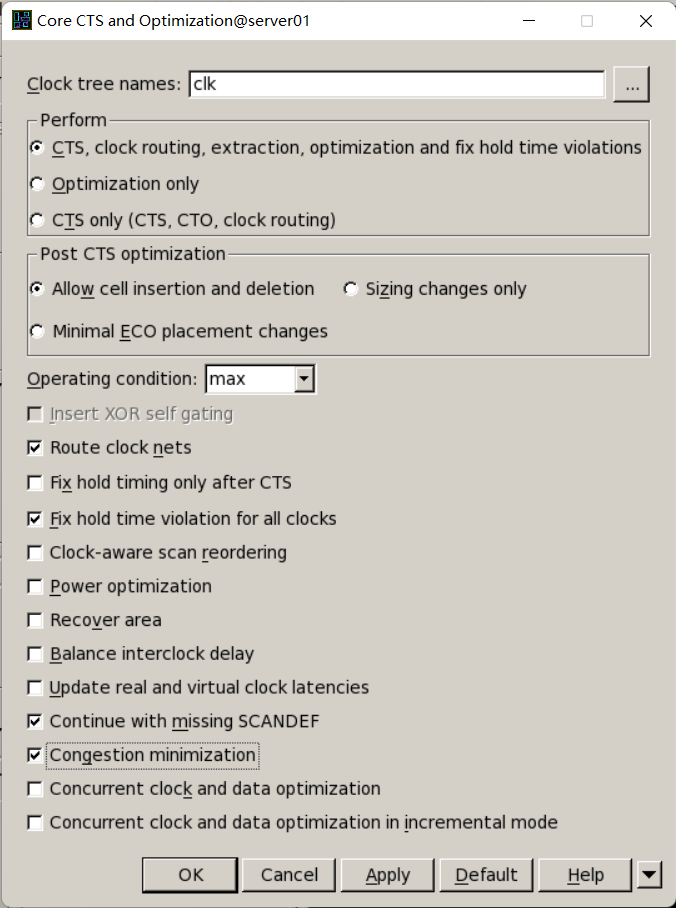 Core CTS and Optimization@server01
Clock tree names: clk ...
Perform
CTS, clock routing, extraction, optimization and fix hold time violations
Optimization only
CTS only (CTS, CTO, clock routing)
Post CTS optimization
Allow cell insertion and deletion Sizing changes only
Minimal ECO placement changes
Operating condition: max
Insert XOR self gating
Route clock nets
Fix hold timing only after CTS
Fix hold time violation for all clocks
Clock-aware scan reordering
Power optimization
Recover area
Balance interclock delay
Update real and virtual clock latencies
Continue with missing SCANDEF
Congestion minimization
Concurrent clock and data optimization
Concurrent clock and data optimization in incremental mode
OK Cancel Apply Default Help